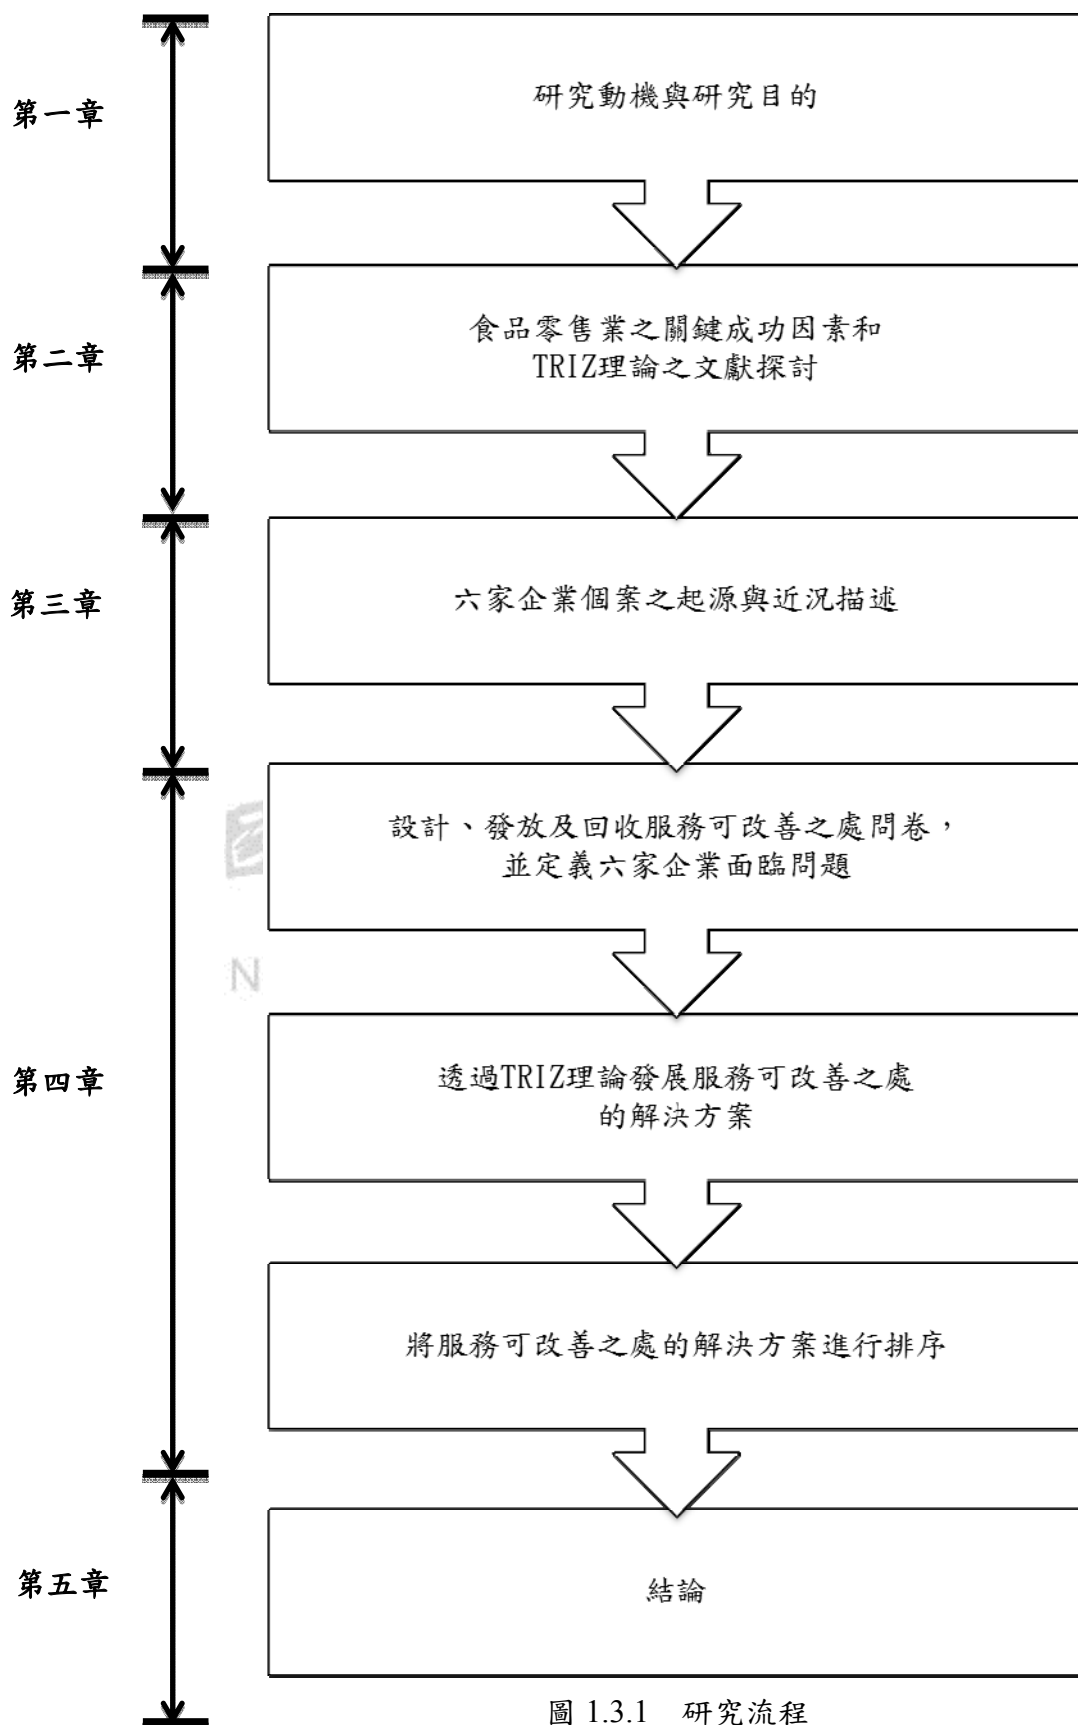 第一章
研究動機與研究目的
第二章
食品零售業之關鍵成功因素和
TRIZ理論之文獻探討
第三章
六家企業個案之起源與近況描述
設計、發放及回收服務可改善之處問卷，
並定義六家企業面臨問題
N
第四章
透過TRIZ理論發展服務可改善之處
的解決方案
將服務可改善之處的解決方案進行排序
第五章
結論
圖 1.3.1 研究流程